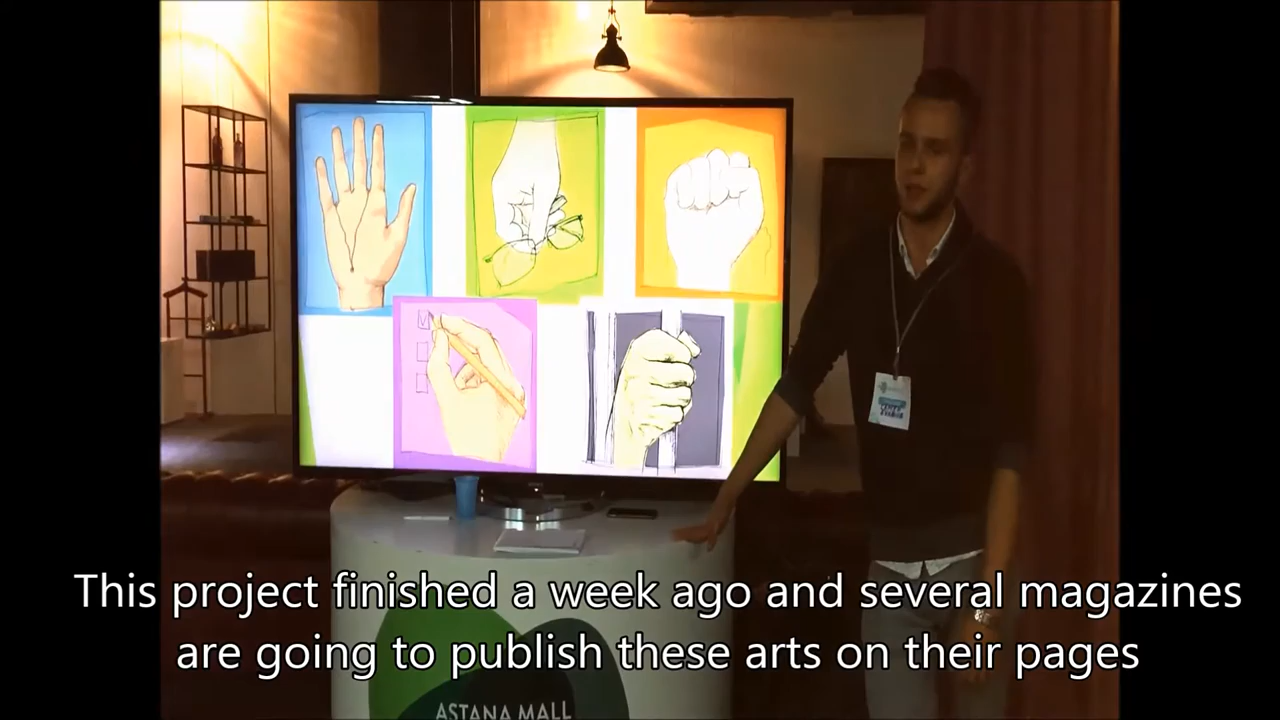 This project finished a week ago and several magazines
are going to publish these arts on their pages
ASTANA MALL